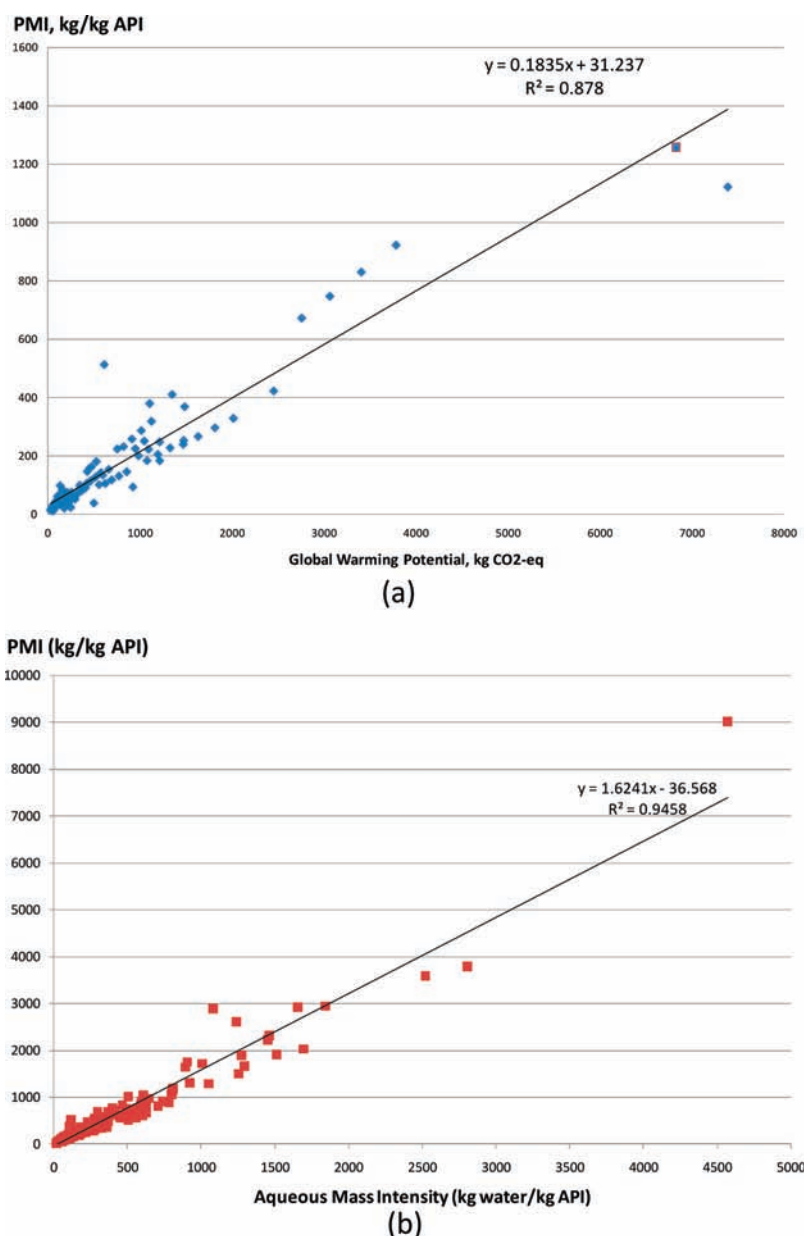 PMI, kg/kg API
1600
y = 0.1835x + 31.237
R² = 0.878
1400
1200
1000
800
600
400
200
0
0 1000 2000 3000 4000 5000 6000 7000 8000
Global Warming Potential, kg CO2-eq
(a)
PMI (kg/kg API)
10000
9000
8000
y = 1.6241x - 36.568
R² = 0.9458
7000
6000
5000
4000
3000
2000
1000
0
0 500 1000 1500 2000 2500 3000 3500 4000 4500 5000
Aqueous Mass Intensity (kg water/kg API)
(b)